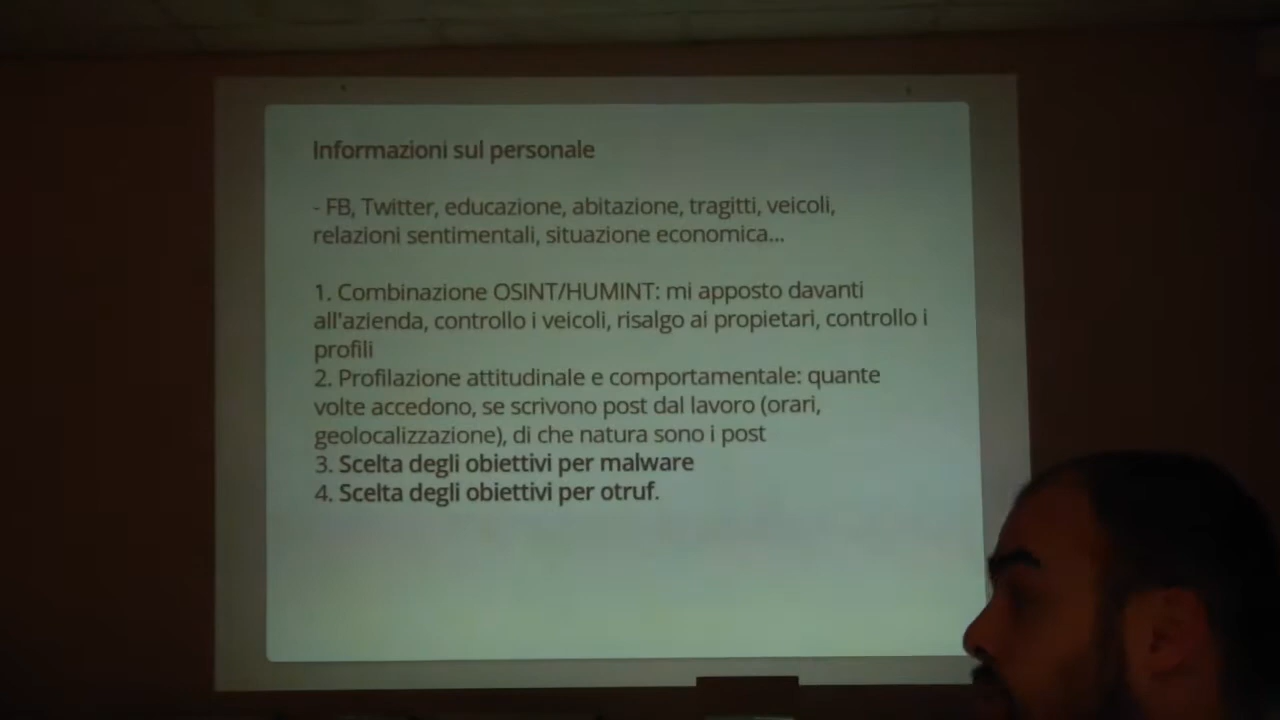 Informazioni sul personale
- FB, Twitter, educazione, abitazione, tragitti, veicoli,
relazioni sentimentali, situazione economica...
1. Combinazione OSINT/HUMINT: mi apposto davanti
all'azienda, controllo i veicoli, risalgo ai propietari, controllo i
profili
2. Profilazione attitudinale e comportamentale: quante
volte accedono, se scrivono post dal lavoro (orari,
geolocalizzazione), di che natura sono i post
3. Scelta degli obiettivi per malware
4. Scelta degli obiettivi per otruf.